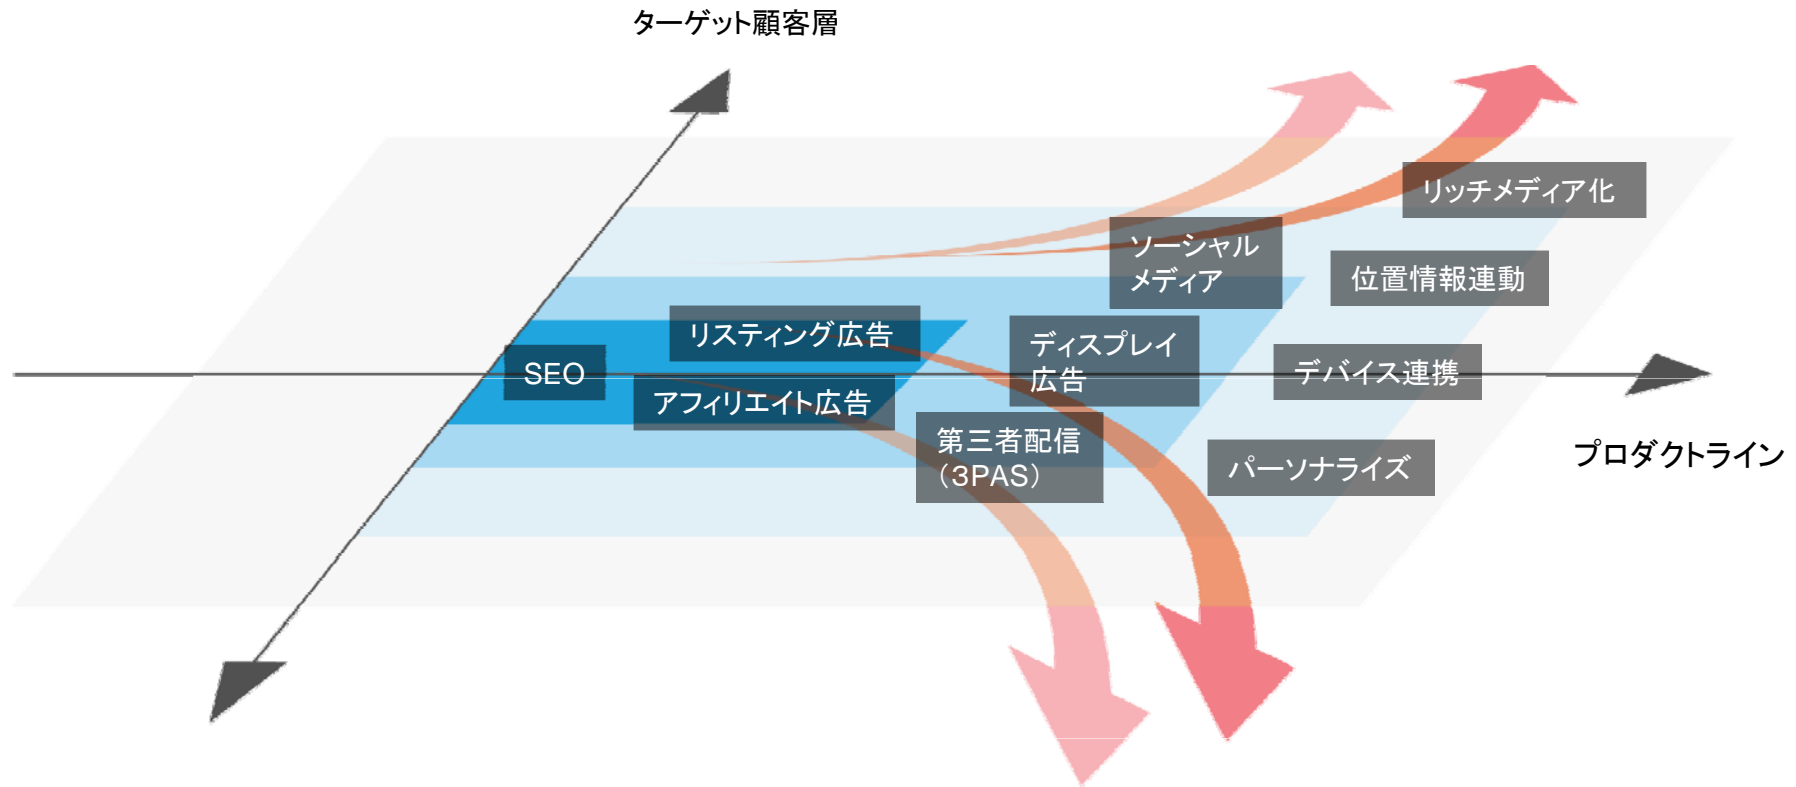 ターゲット顧客層
リッチメディア化
ソーシャル
メディア
位置情報連動
リスティング広告
ディスプレイ
広告
SEO
デバイス連携
アフィリエイト広告
第三者配信
（3PAS）
パーソナライズ
プロダクトライン